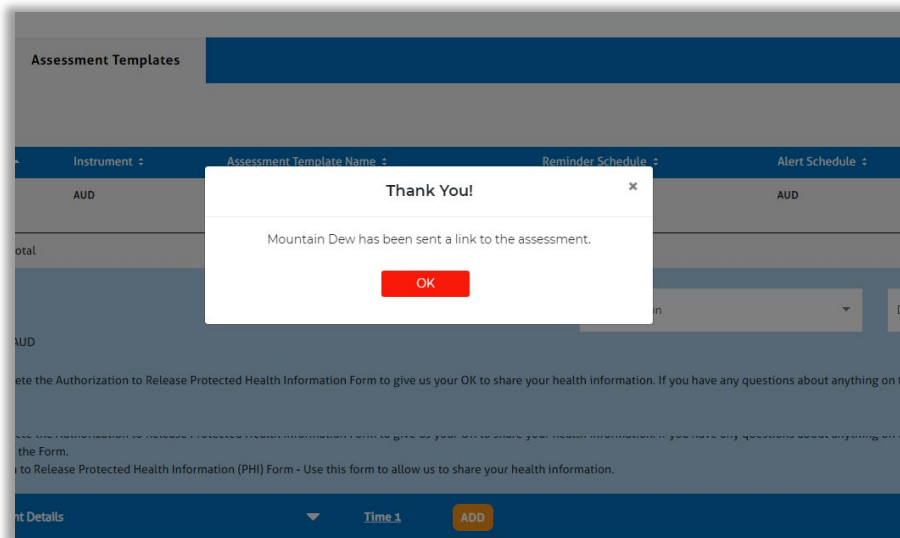 Assessment Templates
Instrument
Assessment Template Name
Reminder Schedule
Alert Schedule
AUD
AUD
Thank You!
×
Mountain Dew has been sent a link to the assessment.
OK
otal
on
AUD
ete the Authorization to Release Protected Health Information Form to give us your OK to share your health information. If you have any questions about anything on
the Form.
to Release Protected Health Information (PHI) Form - Use this form to allow us to share your health information.
nt Details
Time 1
ADD